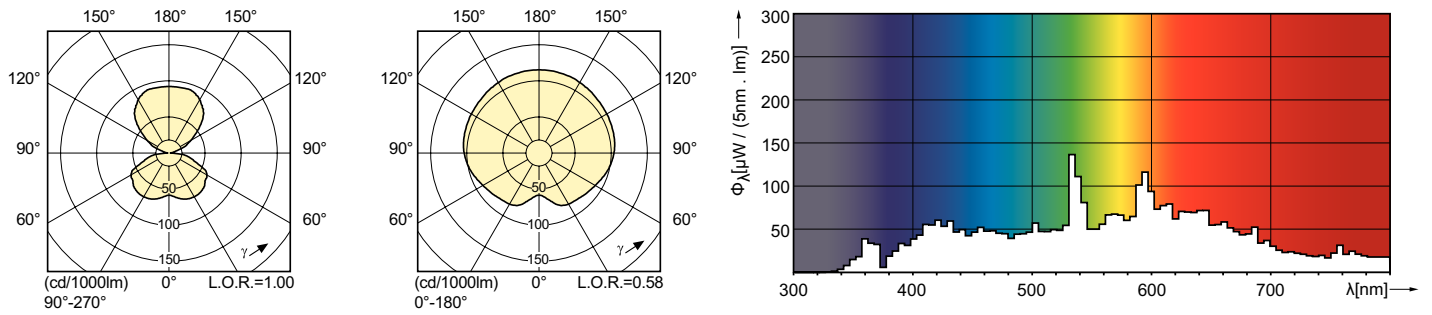 150° 180° 150°
120° 120°
90° 90°
60° 60°
50
100
150
γ
(cd/1000lm) 0° L.O.R.=1.00
90°-270°
150° 180° 150°
120° 120°
90° 90°
60° 60°
50
100
150
γ
(cd/1000lm) 0° L.O.R.=0.58
0°-180°
Φλ[µW / (5nm . lm)]
300
250
200
150
100
50
300 400 500 600 700 λ[nm]